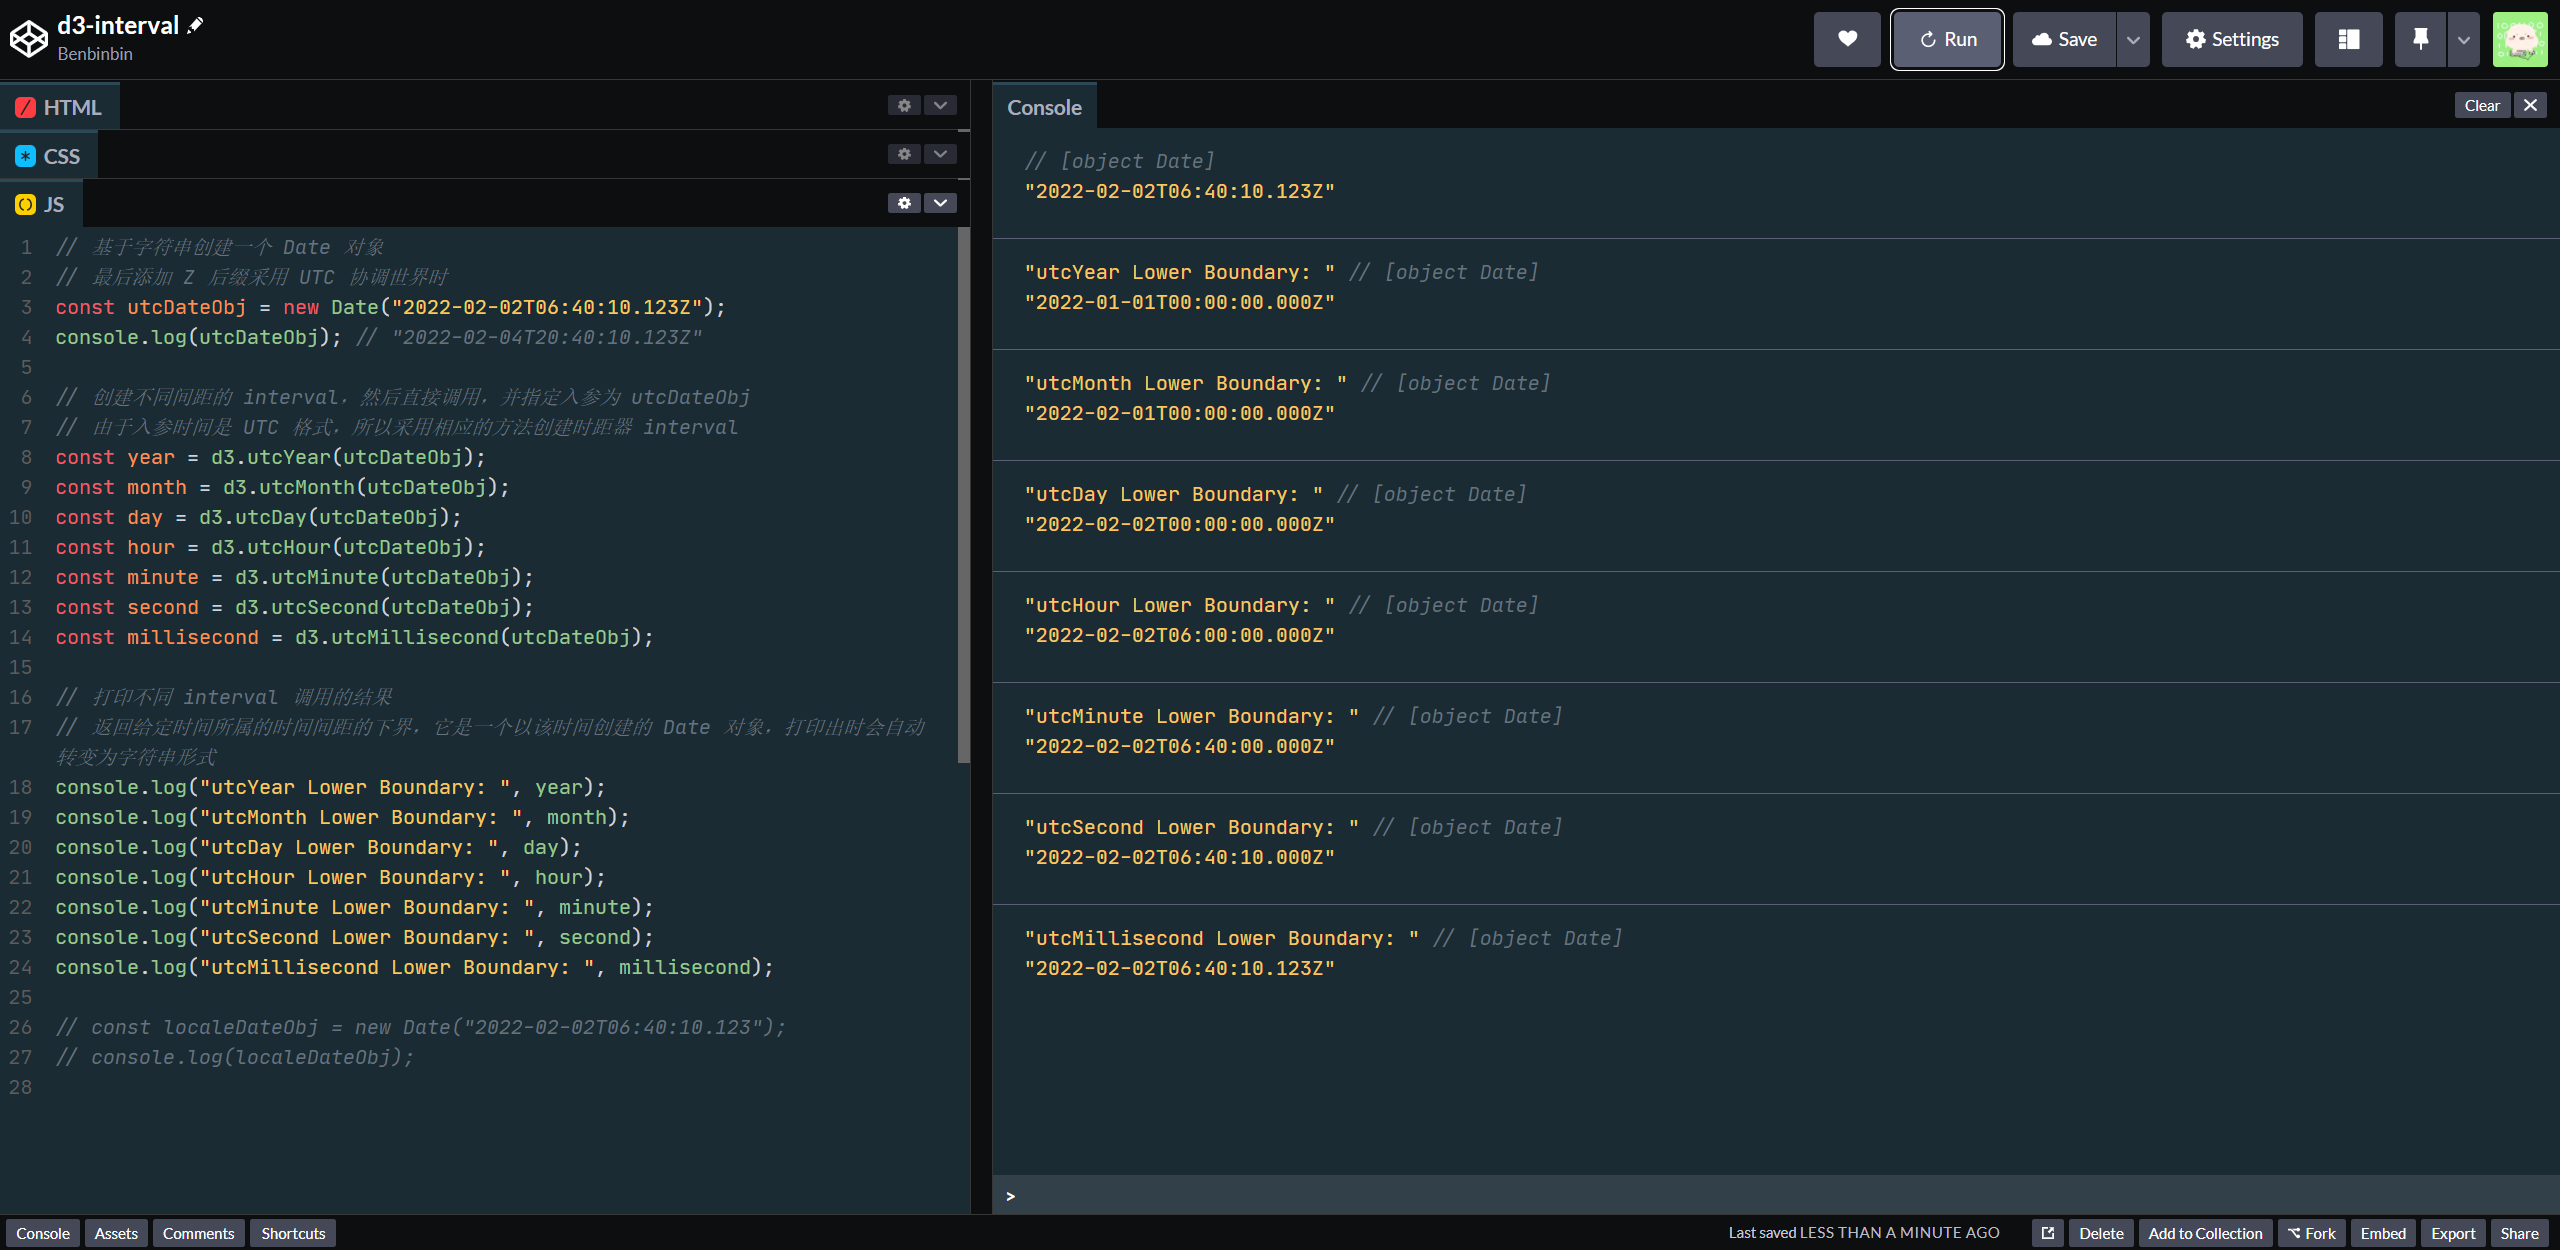 d3-interval
Benbinbin
Run
Save
Settings
HTML
CSS
JS
1 // 基于字符串创建一个 Date 对象
2 // 最后添加 Z 后缀采用 UTC 协调世界时
3 const utcDateObj = new Date("2022-02-02T06:40:10.123Z");
4 console.log(utcDateObj); // "2022-02-04T20:40:10.123Z"
5
6 // 创建不同间距的 interval，然后直接调用，并指定入参为 utcDateObj
7 // 由于入参时间是 UTC 格式，所以采用相应的方法创建时距器 interval
8 const year = d3.utcYear(utcDateObj);
9 const month = d3.utcMonth(utcDateObj);
10 const day = d3.utcDay(utcDateObj);
11 const hour = d3.utcHour(utcDateObj);
12 const minute = d3.utcMinute(utcDateObj);
13 const second = d3.utcSecond(utcDateObj);
14 const millisecond = d3.utcMillisecond(utcDateObj);
15
16 // 打印不同 interval 调用的结果
17 // 返回给定时间所属的时间间距的下界，它是一个以该时间创建的 Date 对象，打印出时会自动
转变为字符串形式
18 console.log("utcYear Lower Boundary: ", year);
19 console.log("utcMonth Lower Boundary: ", month);
20 console.log("utcDay Lower Boundary: ", day);
21 console.log("utcHour Lower Boundary: ", hour);
22 console.log("utcMinute Lower Boundary: ", minute);
23 console.log("utcSecond Lower Boundary: ", second);
24 console.log("utcMillisecond Lower Boundary: ", millisecond);
25
26 // const localeDateObj = new Date("2022-02-02T06:40:10.123");
27 // console.log(localeDateObj);
28
Console
Clear
// [object Date]
"2022-02-02T06:40:10.123Z"
"utcYear Lower Boundary: " // [object Date]
"2022-01-01T00:00:00.000Z"
"utcMonth Lower Boundary: " // [object Date]
"2022-02-01T00:00:00.000Z"
"utcDay Lower Boundary: " // [object Date]
"2022-02-02T00:00:00.000Z"
"utcHour Lower Boundary: " // [object Date]
"2022-02-02T06:00:00.000Z"
"utcMinute Lower Boundary: " // [object Date]
"2022-02-02T06:40:00.000Z"
"utcSecond Lower Boundary: " // [object Date]
"2022-02-02T06:40:10.000Z"
"utcMillisecond Lower Boundary: " // [object Date]
"2022-02-02T06:40:10.123Z"
>
Console
Assets
Comments
Shortcuts
Last saved LESS THAN A MINUTE AGO
Delete
Add to Collection
Fork
Embed
Export
Share